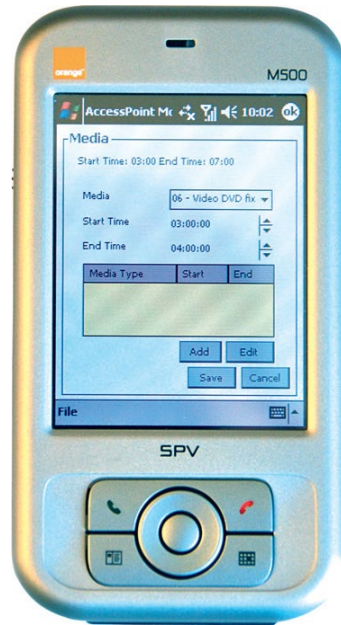 orange
M500
AccessPoint Mc 10:02 ok
Media
Start Time: 03:00 End Time: 07:00
Media 06 - Video DVD fix
Start Time 03:00:00
End Time 04:00:00
Media Type Start End
Add Edit
Save Cancel
File
SPV